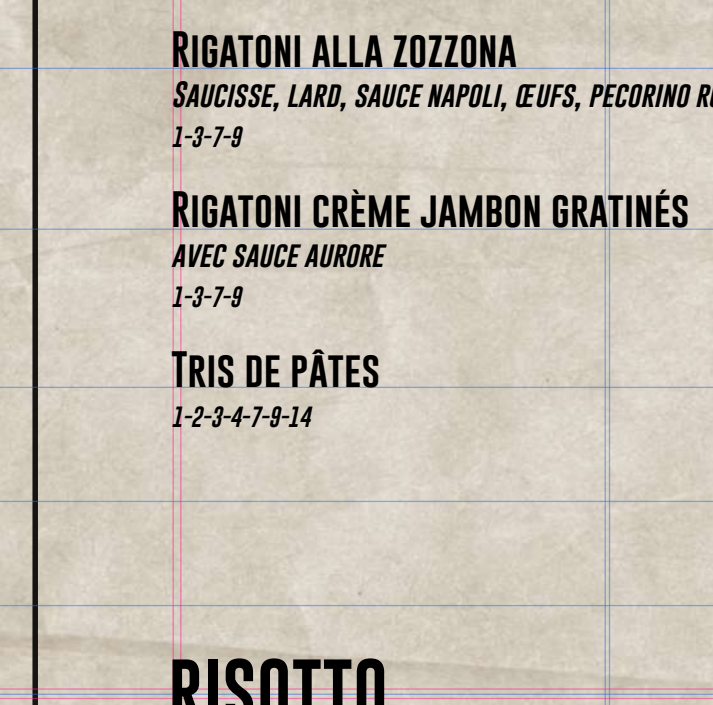 Rigatoni alla zozzona
Saucisse, lard, sauce napoli, œufs, pecorino
1-3-7-9
Rigatoni crème jambon gratinés
avec sauce aurore
1-3-7-9
Tris de pâtes
1-2-3-4-7-9-14
RISOTTO